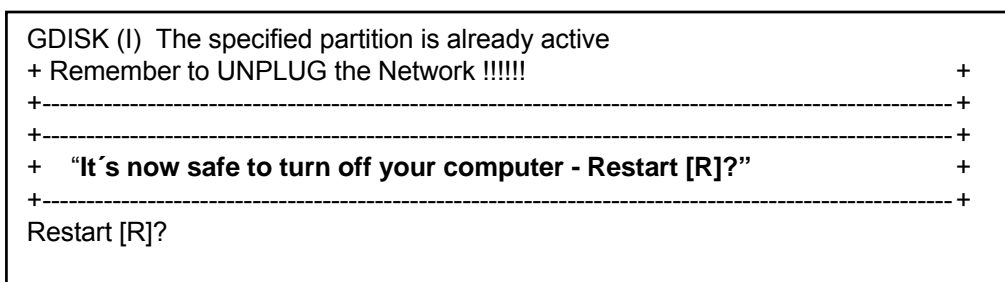 GDISK (I)  The specified partition is already active
+ Remember to UNPLUG the Network !!!!!! +
+-----------------------------------------------------------------------------------------------------+
+-----------------------------------------------------------------------------------------------------+
+ “It´s now safe to turn off your computer - Restart [R]?” +
+-----------------------------------------------------------------------------------------------------+
Restart [R]?